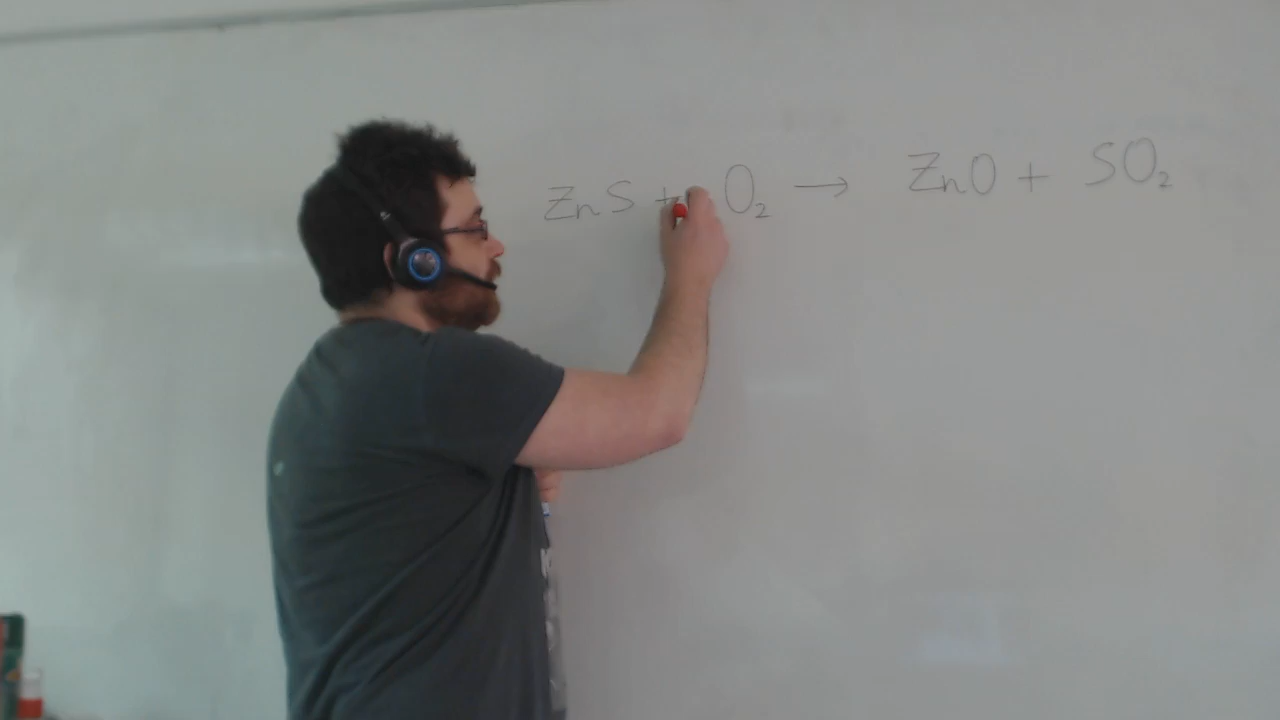 ZnS + O₂ → ZnO + SO₂